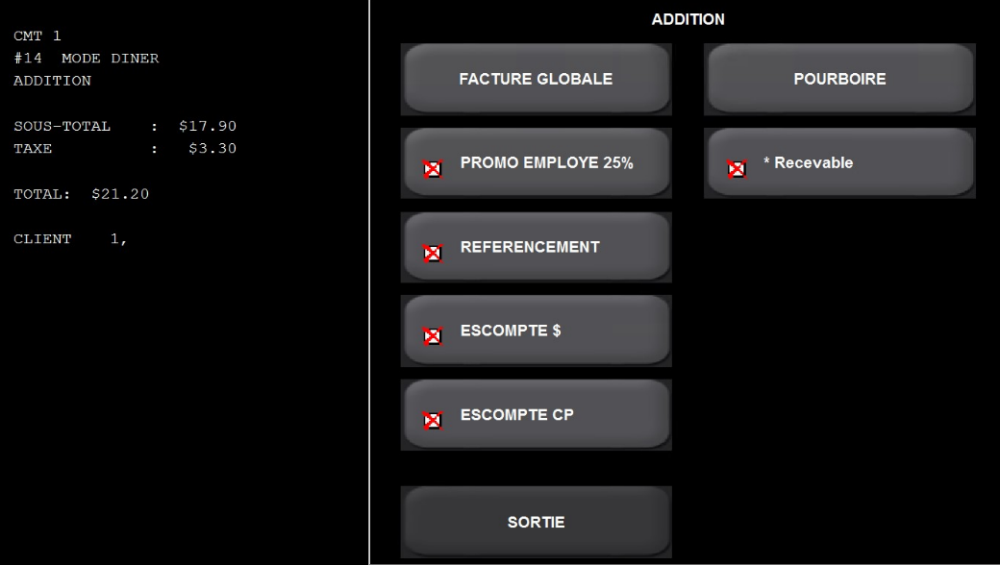 CMT 1
#14 MODE DINER
ADDITION
SOUS-TOTAL : $17.90
TAXE : $3.30
TOTAL: $21.20
CLIENT 1,
ADDITION
FACTURE GLOBALE
POURBOIRE
PROMO EMPLOYE 25%
* Recevable
REFERENCEMENT
ESCOMPTE $
ESCOMPTE CP
SORTIE